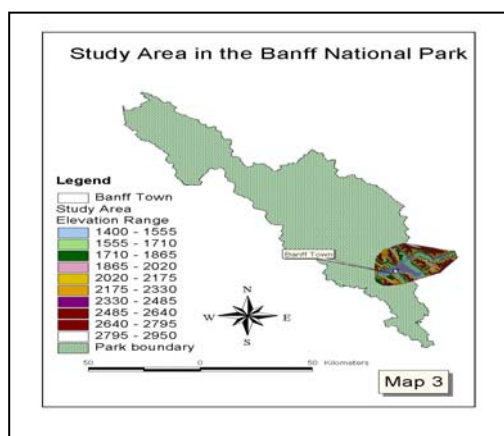 Study Area in the Banff National Park
Legend
Banff Town
Study Area
Elevation Range
1400 - 1555
1555 - 1710
1710 - 1865
1865 - 2020
2020 - 2175
2175 - 2330
2330 - 2485
2485 - 2640
2640 - 2795
2795 - 2950
Park boundary
Banff Town
N
W E
S
50 0 50 Kilometers
Map 3